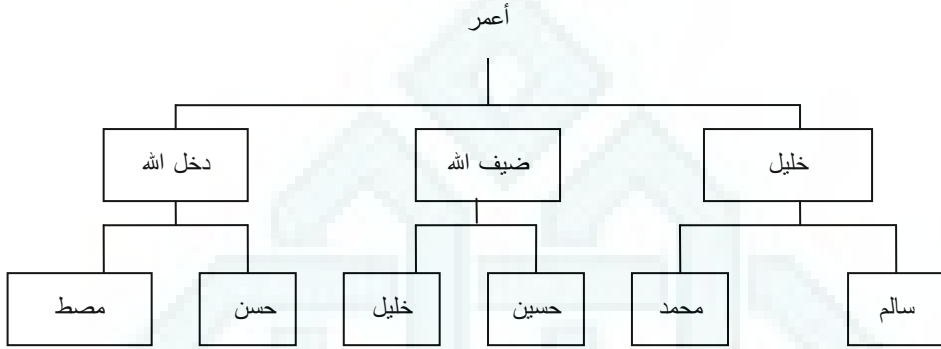 أعمر
خليل
ضيف الله
دخل الله
سالم
محمد
حسين
خليل
حسن
مصط